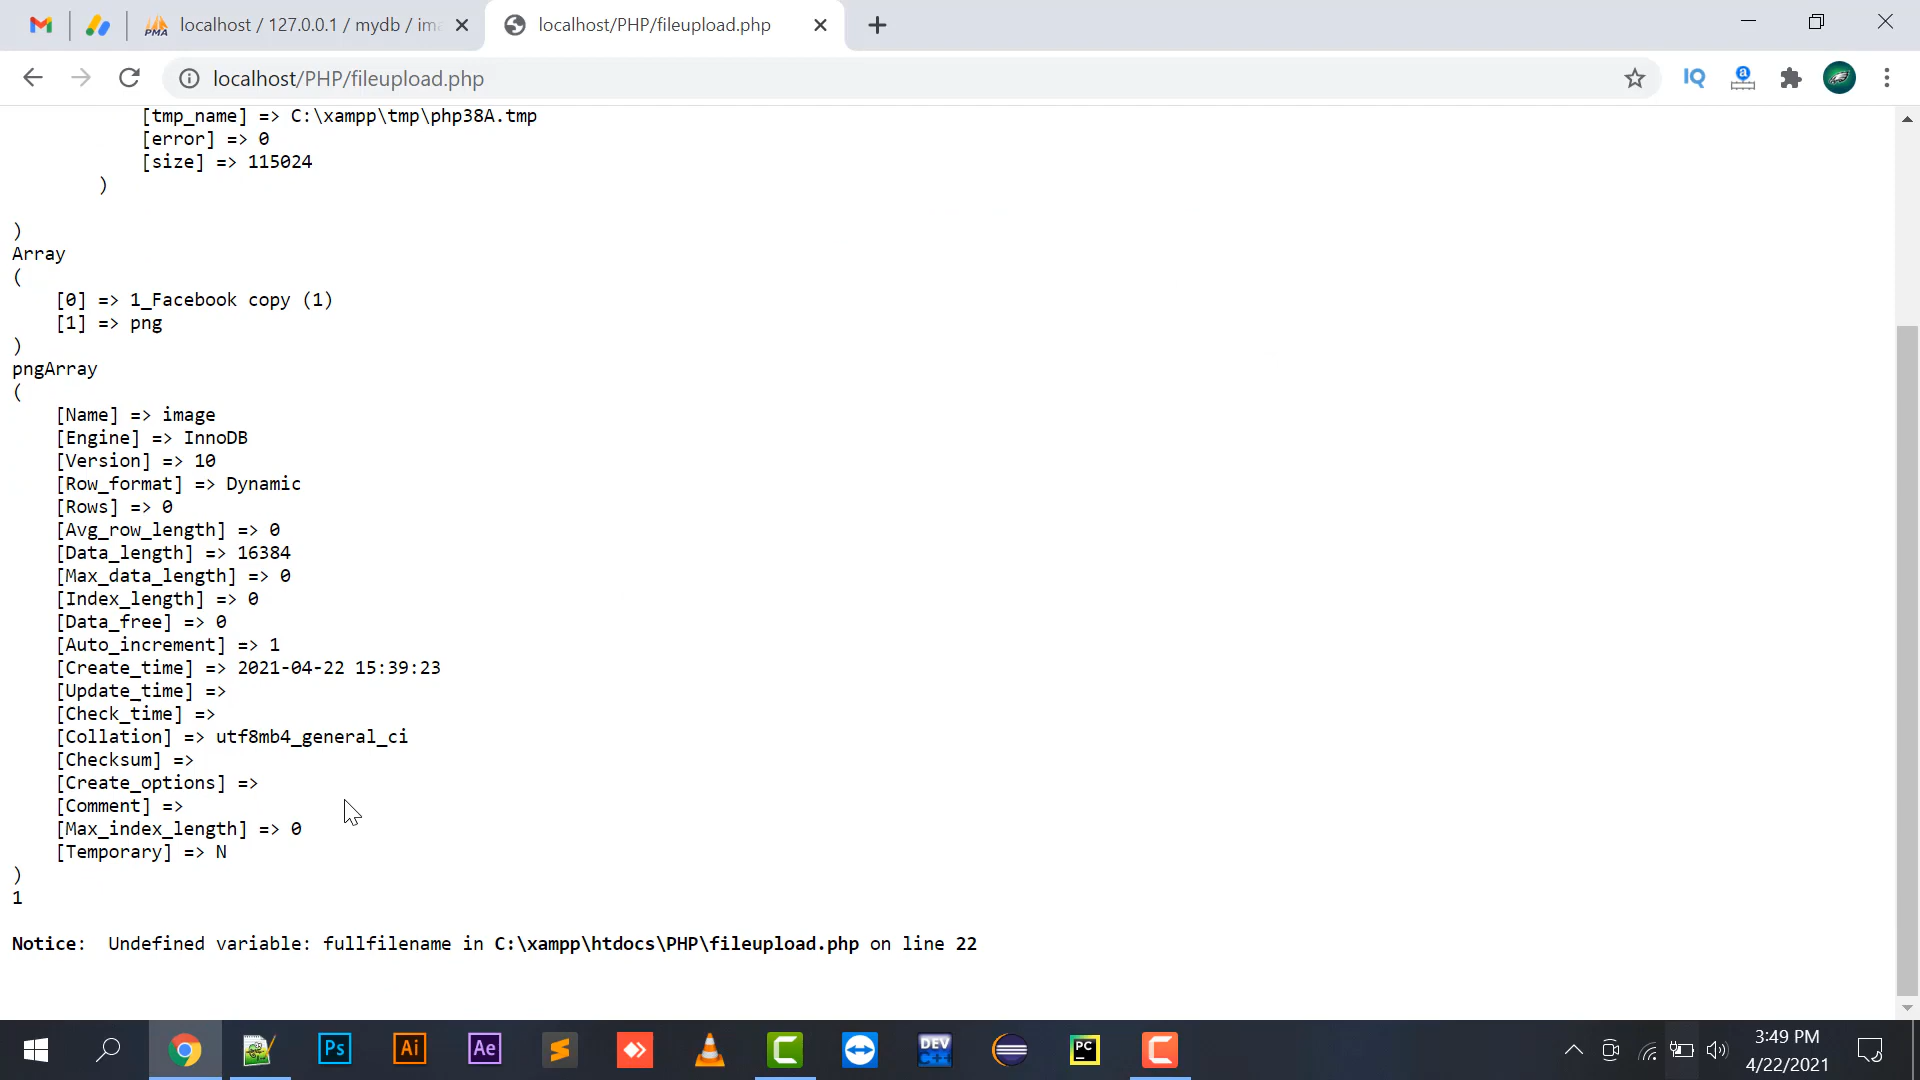 localhost / 127.0.0.1 / mydb / ima
localhost/PHP/fileupload.php
localhost/PHP/fileupload.php
[tmp_name] => C:\xampp\tmp\php38A.tmp
[error] => 0
[size] => 115024
)
)
Array
(
[0] => 1_Facebook copy (1)
[1] => png
)
pngArray
(
[Name] => image
[Engine] => InnoDB
[Version] => 10
[Row_format] => Dynamic
[Rows] => 0
[Avg_row_length] => 0
[Data_length] => 16384
[Max_data_length] => 0
[Index_length] => 0
[Data_free] => 0
[Auto_increment] => 1
[Create_time] => 2021-04-22 15:39:23
[Update_time] =>
[Check_time] =>
[Collation] => utf8mb4_general_ci
[Checksum] =>
[Create_options] =>
[Comment] =>
[Max_index_length] => 0
[Temporary] => N
)
1
Notice:  Undefined variable: fullfilename in C:\xampp\htdocs\PHP\fileupload.php on line 22
3:49 PM
4/22/2021